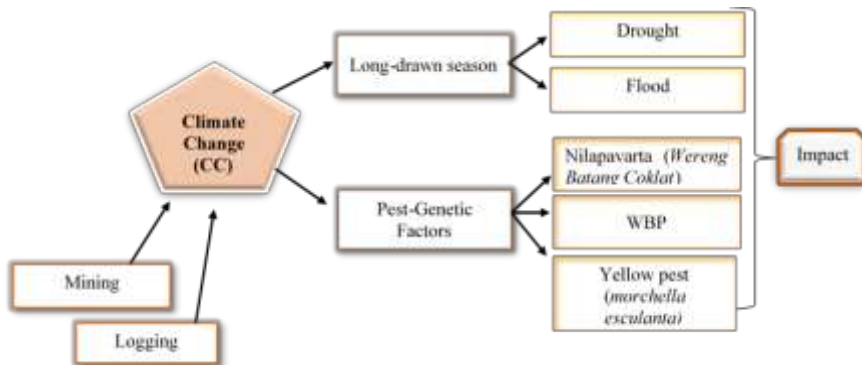 Drought
Long-drawn season
Flood
Climate
Change
(CC)
Nilapavarta (Wereng
Batang Coklat)
Impact
Pest-Genetic
Factors
WBP
Yellow pest
(morchella
esculanta)
Mining
Logging